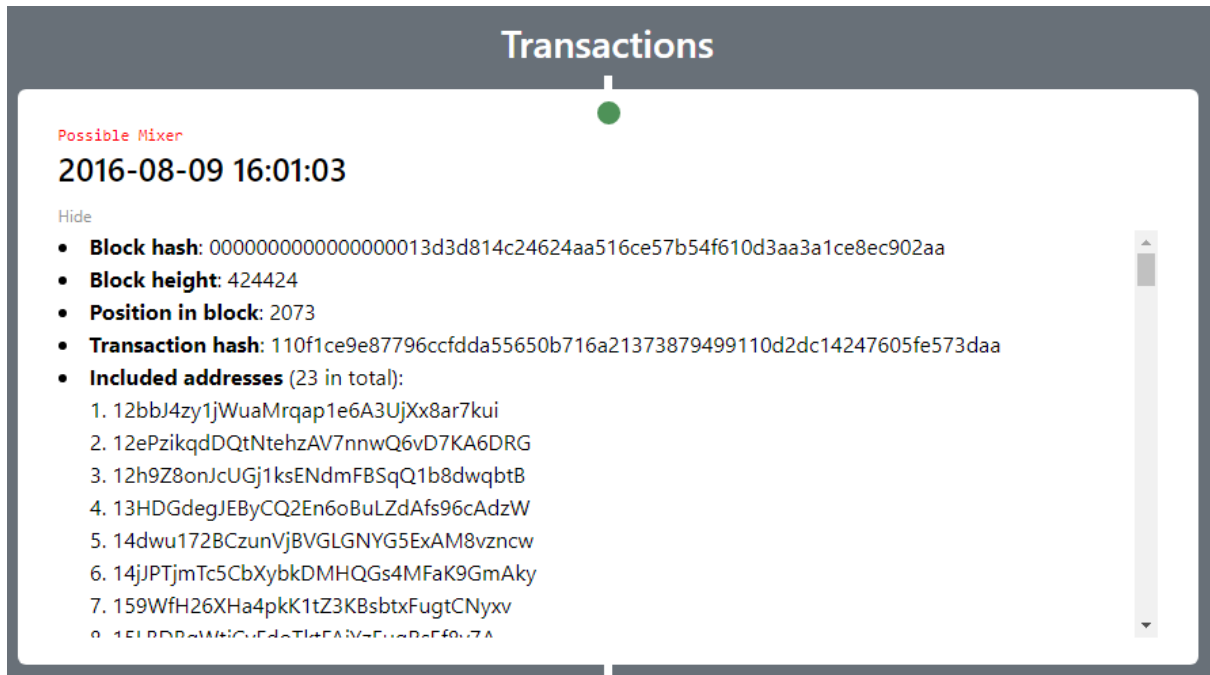 Transactions
Possible Mixer
2016-08-09 16:01:03
Hide
• Block hash: 0000000000000000013d3d814c24624aa516ce57b54f610d3aa3a1ce8ec902aa
• Block height: 424424
• Position in block: 2073
• Transaction hash: 110f1ce9e87796ccfdda55650b716a21373879499110d2dc14247605fe573daa
• Included addresses (23 in total):
1. 12bbJ4zy1jWuaMrqap1e6A3UjXx8ar7kui
2. 12ePzikqdDQtNtehzAV7nnwQ6vD7KA6DRG
3. 12h9Z8onJcUGj1ksENdmFBSqQ1b8dwqbtB
4. 13HDGdegJEByCQ2En6oBuLZdAfs96cAdzW
5. 14dwu172BCzunVjBVGLGNYG5ExAM8vzncw
6. 14jJPTjmTc5CbXybkDMHQGs4MFaK9GmAky
7. 159WfH26XHa4pkK1tZ3KBsbtxFugtCNyxv